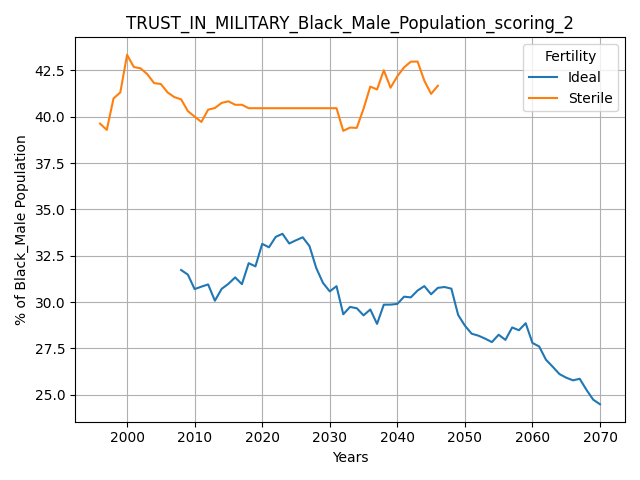 TRUST_IN_MILITARY_Black_Male_Population_scoring_2
Fertility
Ideal
Sterile
% of Black_Male Population
42.5
40.0
37.5
35.0
32.5
30.0
27.5
25.0
2000 2010 2020 2030 2040 2050 2060 2070
Years